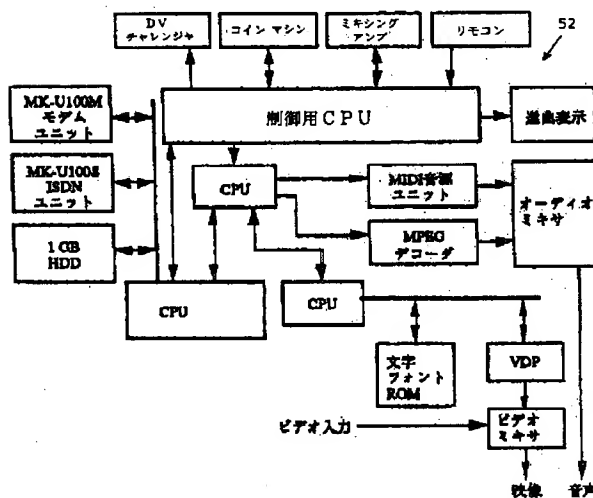 DV
チャレンジャ
コイン マシン
ミキシング
アンプ
リモコン
52
MK-U100M
モデム
ユニット
制御用CPU
選曲表示
MK-U100S
ISDN
ユニット
CPU
MIDI音源
ユニット
オーディオ
ミキサ
1 GB
HDD
MPEG
デコーダ
CPU
CPU
文字
フォント
ROM
VDP
ビデオ入力
ビデオ
ミキサ
映像
音声